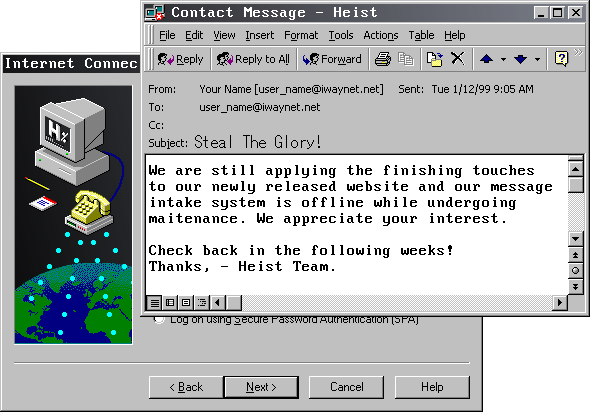 Contact Message - Heist
File Edit View Insert Format Tools Actions Table Help
Reply Reply to All Forward
From: Your Name [user_name@iwaynet.net] Sent: Tue 1/12/99 9:05 AM
To: user_name@iwaynet.net
Cc:
Subject: Steal The Glory!
We are still applying the finishing touches
to our newly released website and our message
intake system is offline while undergoing
maitenance. We appreciate your interest.
Check back in the following weeks!
Thanks, - Heist Team.
Internet Connec
Log on using Secure Password Authentication (SPA)
< Back Next > Cancel Help